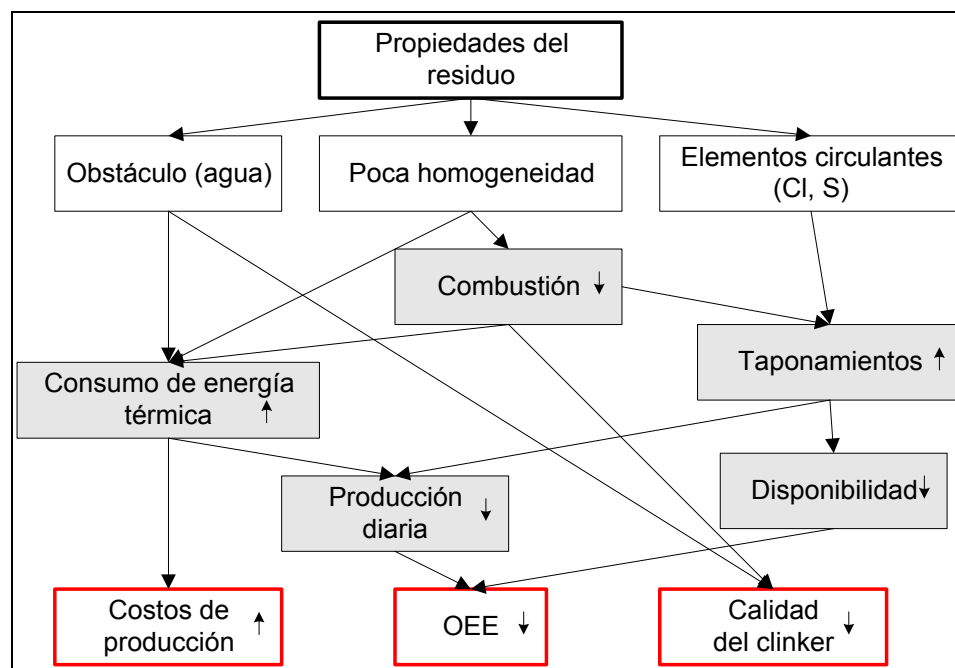 Propiedades del
residuo
Obstáculo (agua)
Poca homogeneidad
Elementos circulantes
(Cl, S)
Combustión ↓
Taponamientos ↑
Consumo de energía
térmica ↑
Disponibilidad ↓
Producción
diaria ↓
Costos de
producción ↑
OEE ↓
Calidad
del clinker ↓